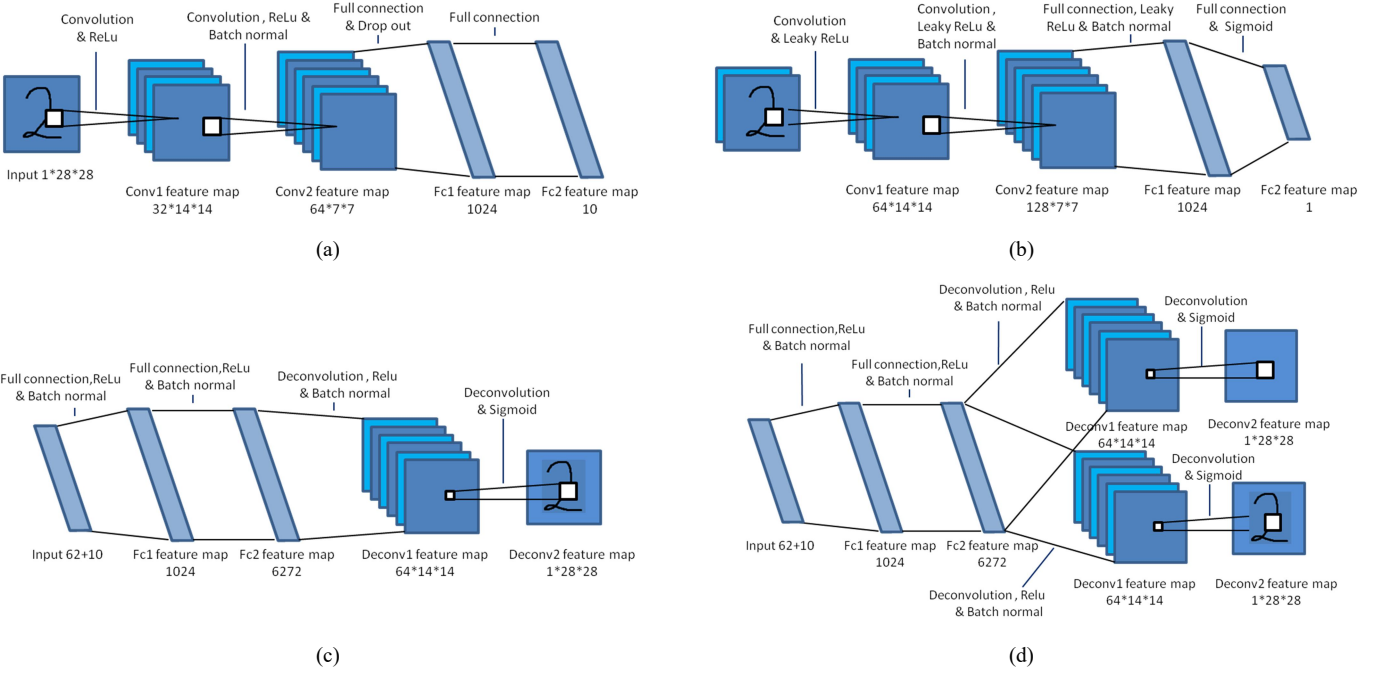 Convolution
& ReLu
Convolution , ReLu &
Batch normal
Full connection
& Drop out
Full connection
Input 1*28*28
Conv1 feature map
32*14*14
Conv2 feature map
64*7*7
Fc1 feature map
1024
Fc2 feature map
10
(a)
Convolution
& Leaky ReLu
Convolution ,
Leaky ReLu &
Batch normal
Full connection, Leaky
ReLu & Batch normal
Full connection
& Sigmoid
Conv1 feature map
64*14*14
Conv2 feature map
128*7*7
Fc1 feature map
1024
Fc2 feature map
1
(b)
Full connection,ReLu
& Batch normal
Full connection,ReLu
& Batch normal
Deconvolution , Relu
& Batch normal
Deconvolution
& Sigmoid
Input 62+10
Fc1 feature map
1024
Fc2 feature map
6272
Deconv1 feature map
64*14*14
Deconv2 feature map
1*28*28
(c)
Full connection,ReLu
& Batch normal
Full connection,ReLu
& Batch normal
Deconvolution , Relu
& Batch normal
Deconvolution
& Sigmoid
Deconv1 feature map
64*14*14
Deconv2 feature map
1*28*28
Deconvolution
& Sigmoid
Input 62+10
Fc1 feature map
1024
Fc2 feature map
6272
Deconvolution , Relu
& Batch normal
Deconv1 feature map
64*14*14
Deconv2 feature map
1*28*28
(d)
2
2
2
2